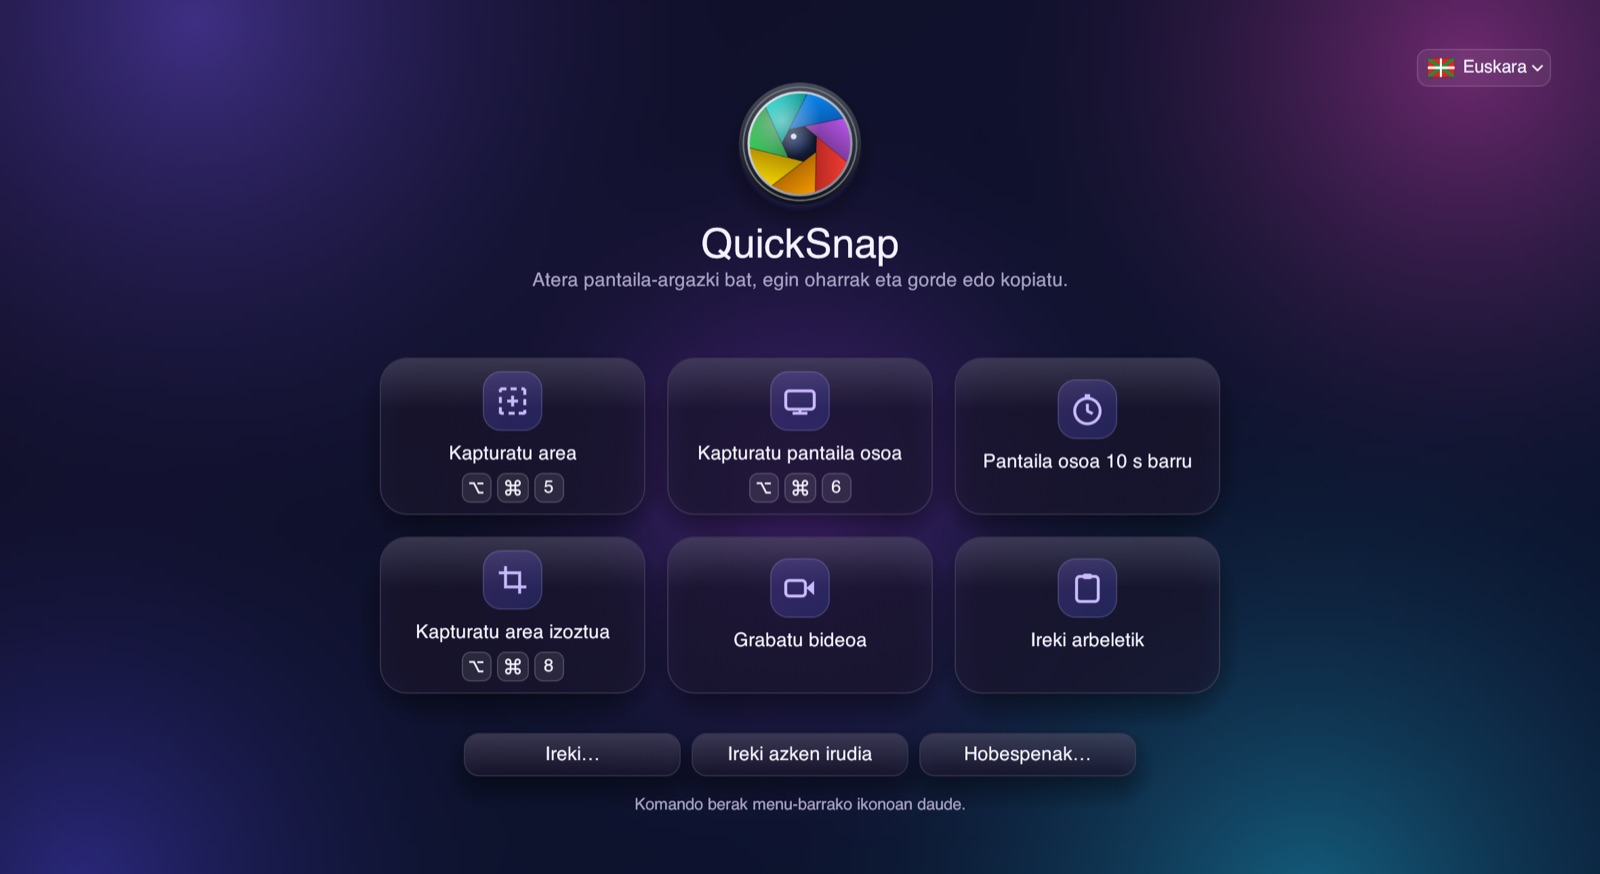 Euskara
QuickSnap
Atera pantaila-argazki bat, egin oharrak eta gorde edo kopiatu.
Kapturatu area
⌥ ⌘ 5
Kapturatu pantaila osoa
⌥ ⌘ 6
Pantaila osoa 10 s barru
Kapturatu area izoztua
⌥ ⌘ 8
Grabatu bideoa
Ireki arbeletik
Ireki…
Ireki azken irudia
Hobespenak…
Komando berak menu-barrako ikonoan daude.